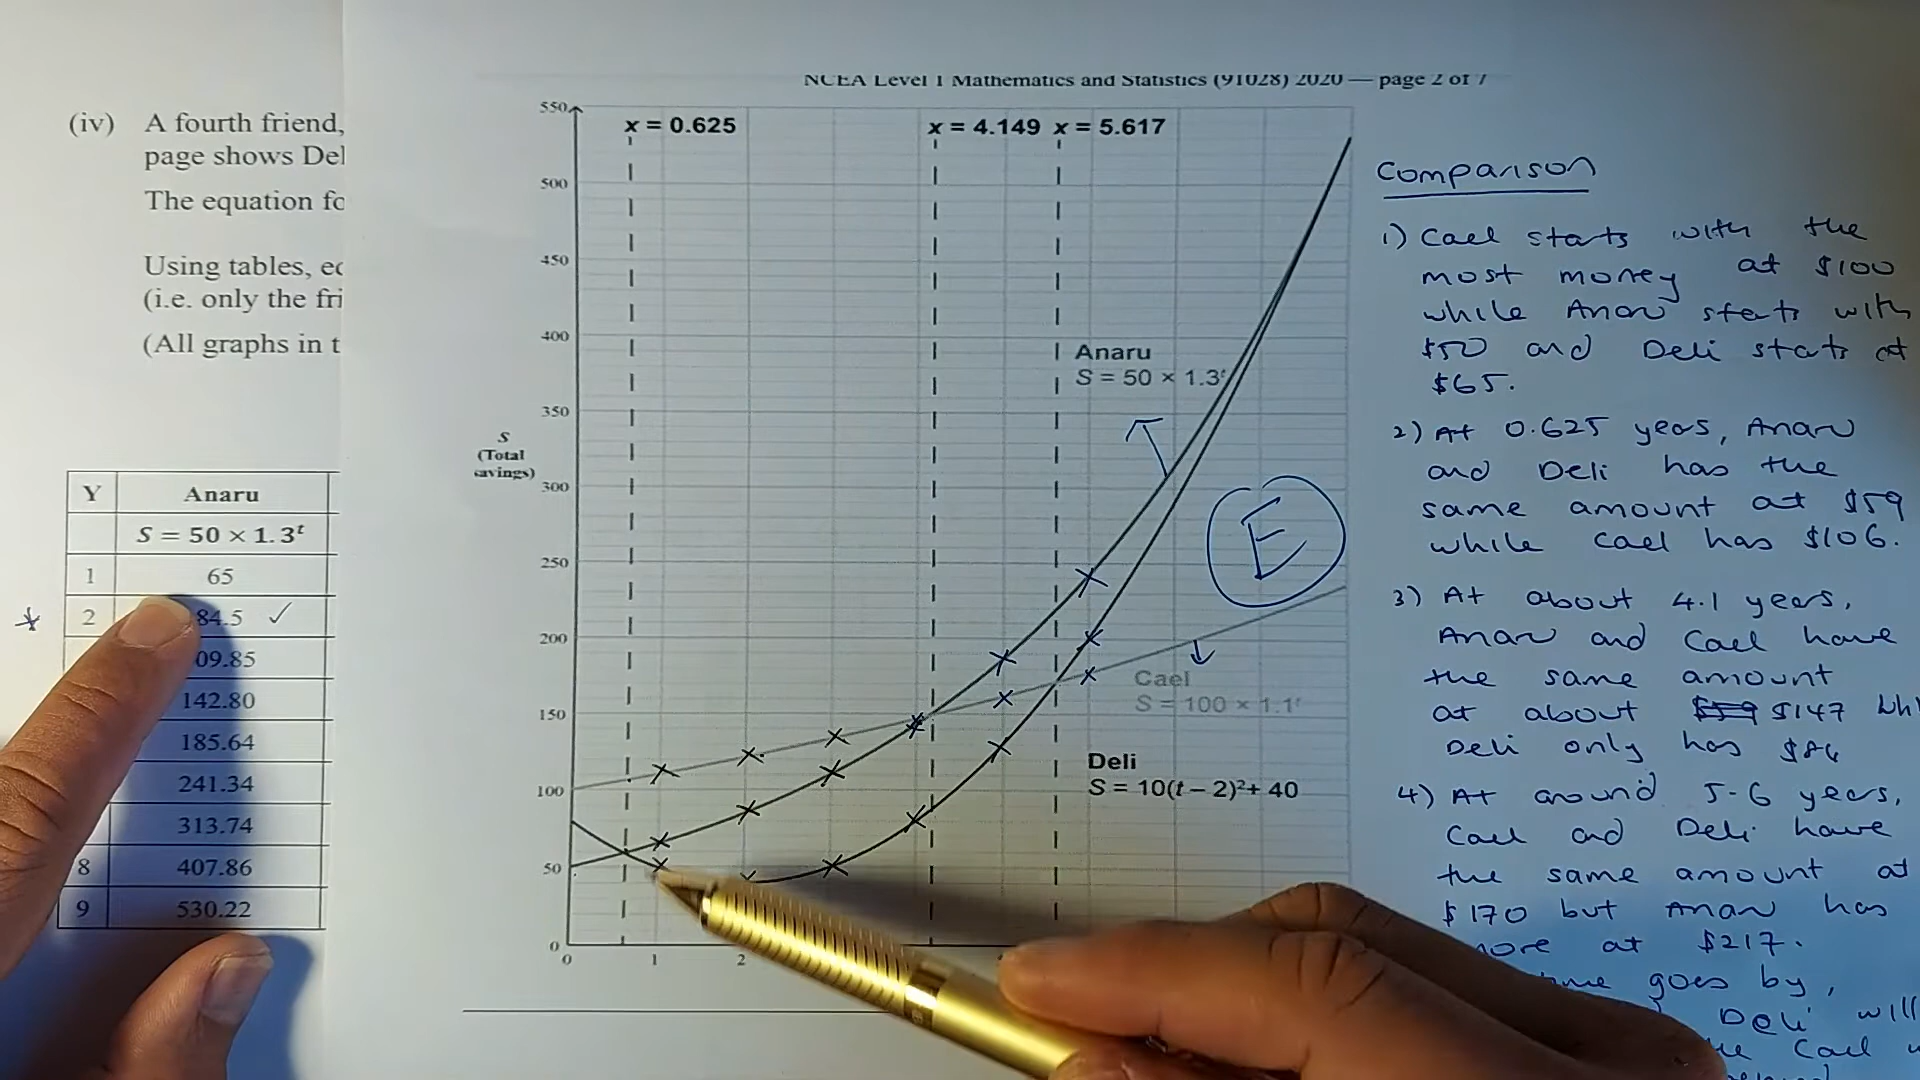 NCEA Level 1 Mathematics and Statistics (91028) 2020 — page 2 of 7
(iv) A fourth friend,
page shows Del
The equation fo
Using tables, eq
(i.e. only the fri
(All graphs in t
Y Anaru
S = 50 × 1.3ᵗ
1 65
2 84.5 ✓
09.85
142.80
185.64
241.34
313.74
8 407.86
9 530.22
x = 0.625 x = 4.149 x = 5.617
550
500
450
400
350
300
250
200
150
100
50
0
S
(Total
savings)
0 1 2
Anaru
S = 50 × 1.3ᵗ
E
Cael
S = 100 × 1.1ᵗ
Deli
S = 10(t – 2)²+ 40
Comparison
1) Cael starts with the
most money at $100
while Anaru starts with
$50 and Deli starts at
$65.
2) At 0.625 years, Anaru
and Deli has the
same amount at $59
while Cael has $106.
3) At about 4.1 years,
Anaru and Cael have
the same amount
at about $59 $147 whi
Deli only has $86
4) At around 5.6 years,
Cael and Deli have
the same amount at
$170 but Anaru has
more at $217.
goes by,
Deli will
Cael